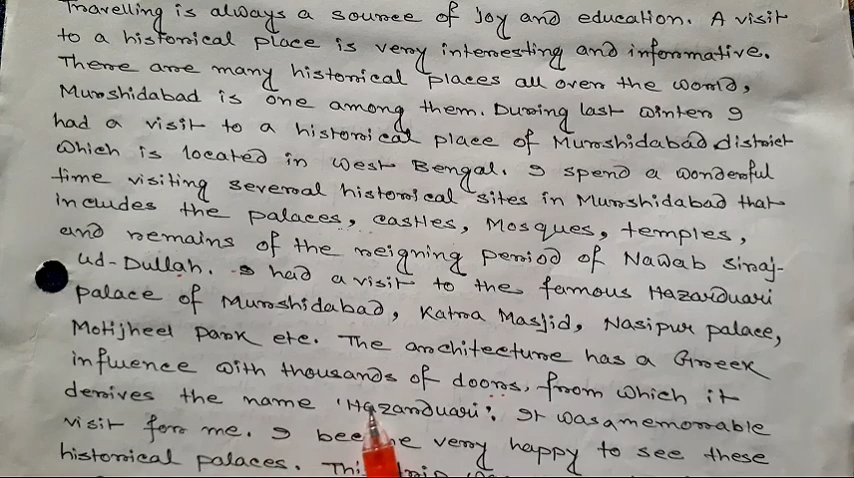 Travelling is always a source of Joy and education. A visit
to a historical place is very interesting and informative.
There are many historical places all over the world,
Murshidabad is one among them. During last winter I
had a visit to a historical place of Murshidabad district
which is located in West Bengal. I spend a wonderful
time visiting several historical sites in Murshidabad that
includes the palaces, castles, Mosques, temples,
and remains of the reigning period of Nawab Siraj-
ud-Dullah. I had a visit to the famous Hazarduari
palace of Murshidabad, Katra Masjid, Nasipur palace,
Motijheel Park etc. The architecture has a Greek
influence with thousands of doors, from which it
derives the name 'Hazarduari'. It was a memorable
visit for me. I very happy to see these
historical palaces.